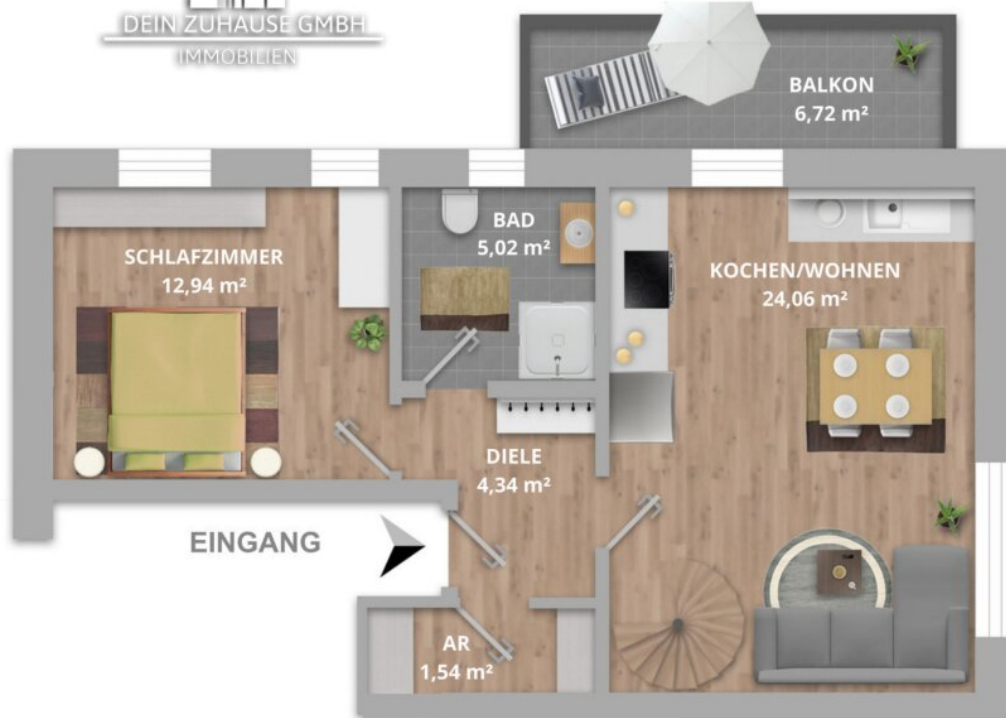 DEIN ZUHAUSE GMBH
IMMOBILIEN
BALKON
6,72 m²
BAD
5,02 m²
SCHLAFZIMMER
12,94 m²
KOCHEN/WOHNEN
24,06 m²
DIELE
4,34 m²
EINGANG
AR
1,54 m²